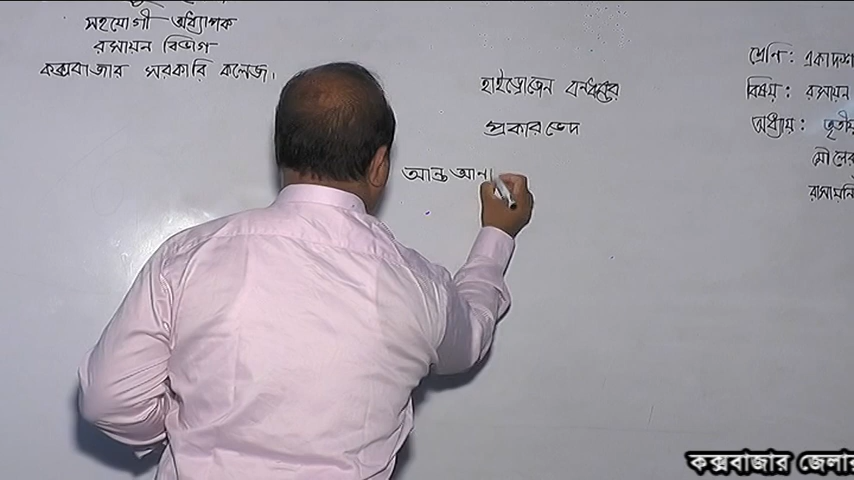 সহযোগী অধ্যাপক
রসায়ন বিভাগ
কক্সবাজার সরকারি কলেজ।
হাইড্রোজেন বন্ধনের
প্রকারভেদ
আন্ত আন
শ্রেণি: একাদশ
বিষয়: রসায়ন
অধ্যায়: তৃতীয়
মৌলের
কক্সবাজার জেলার